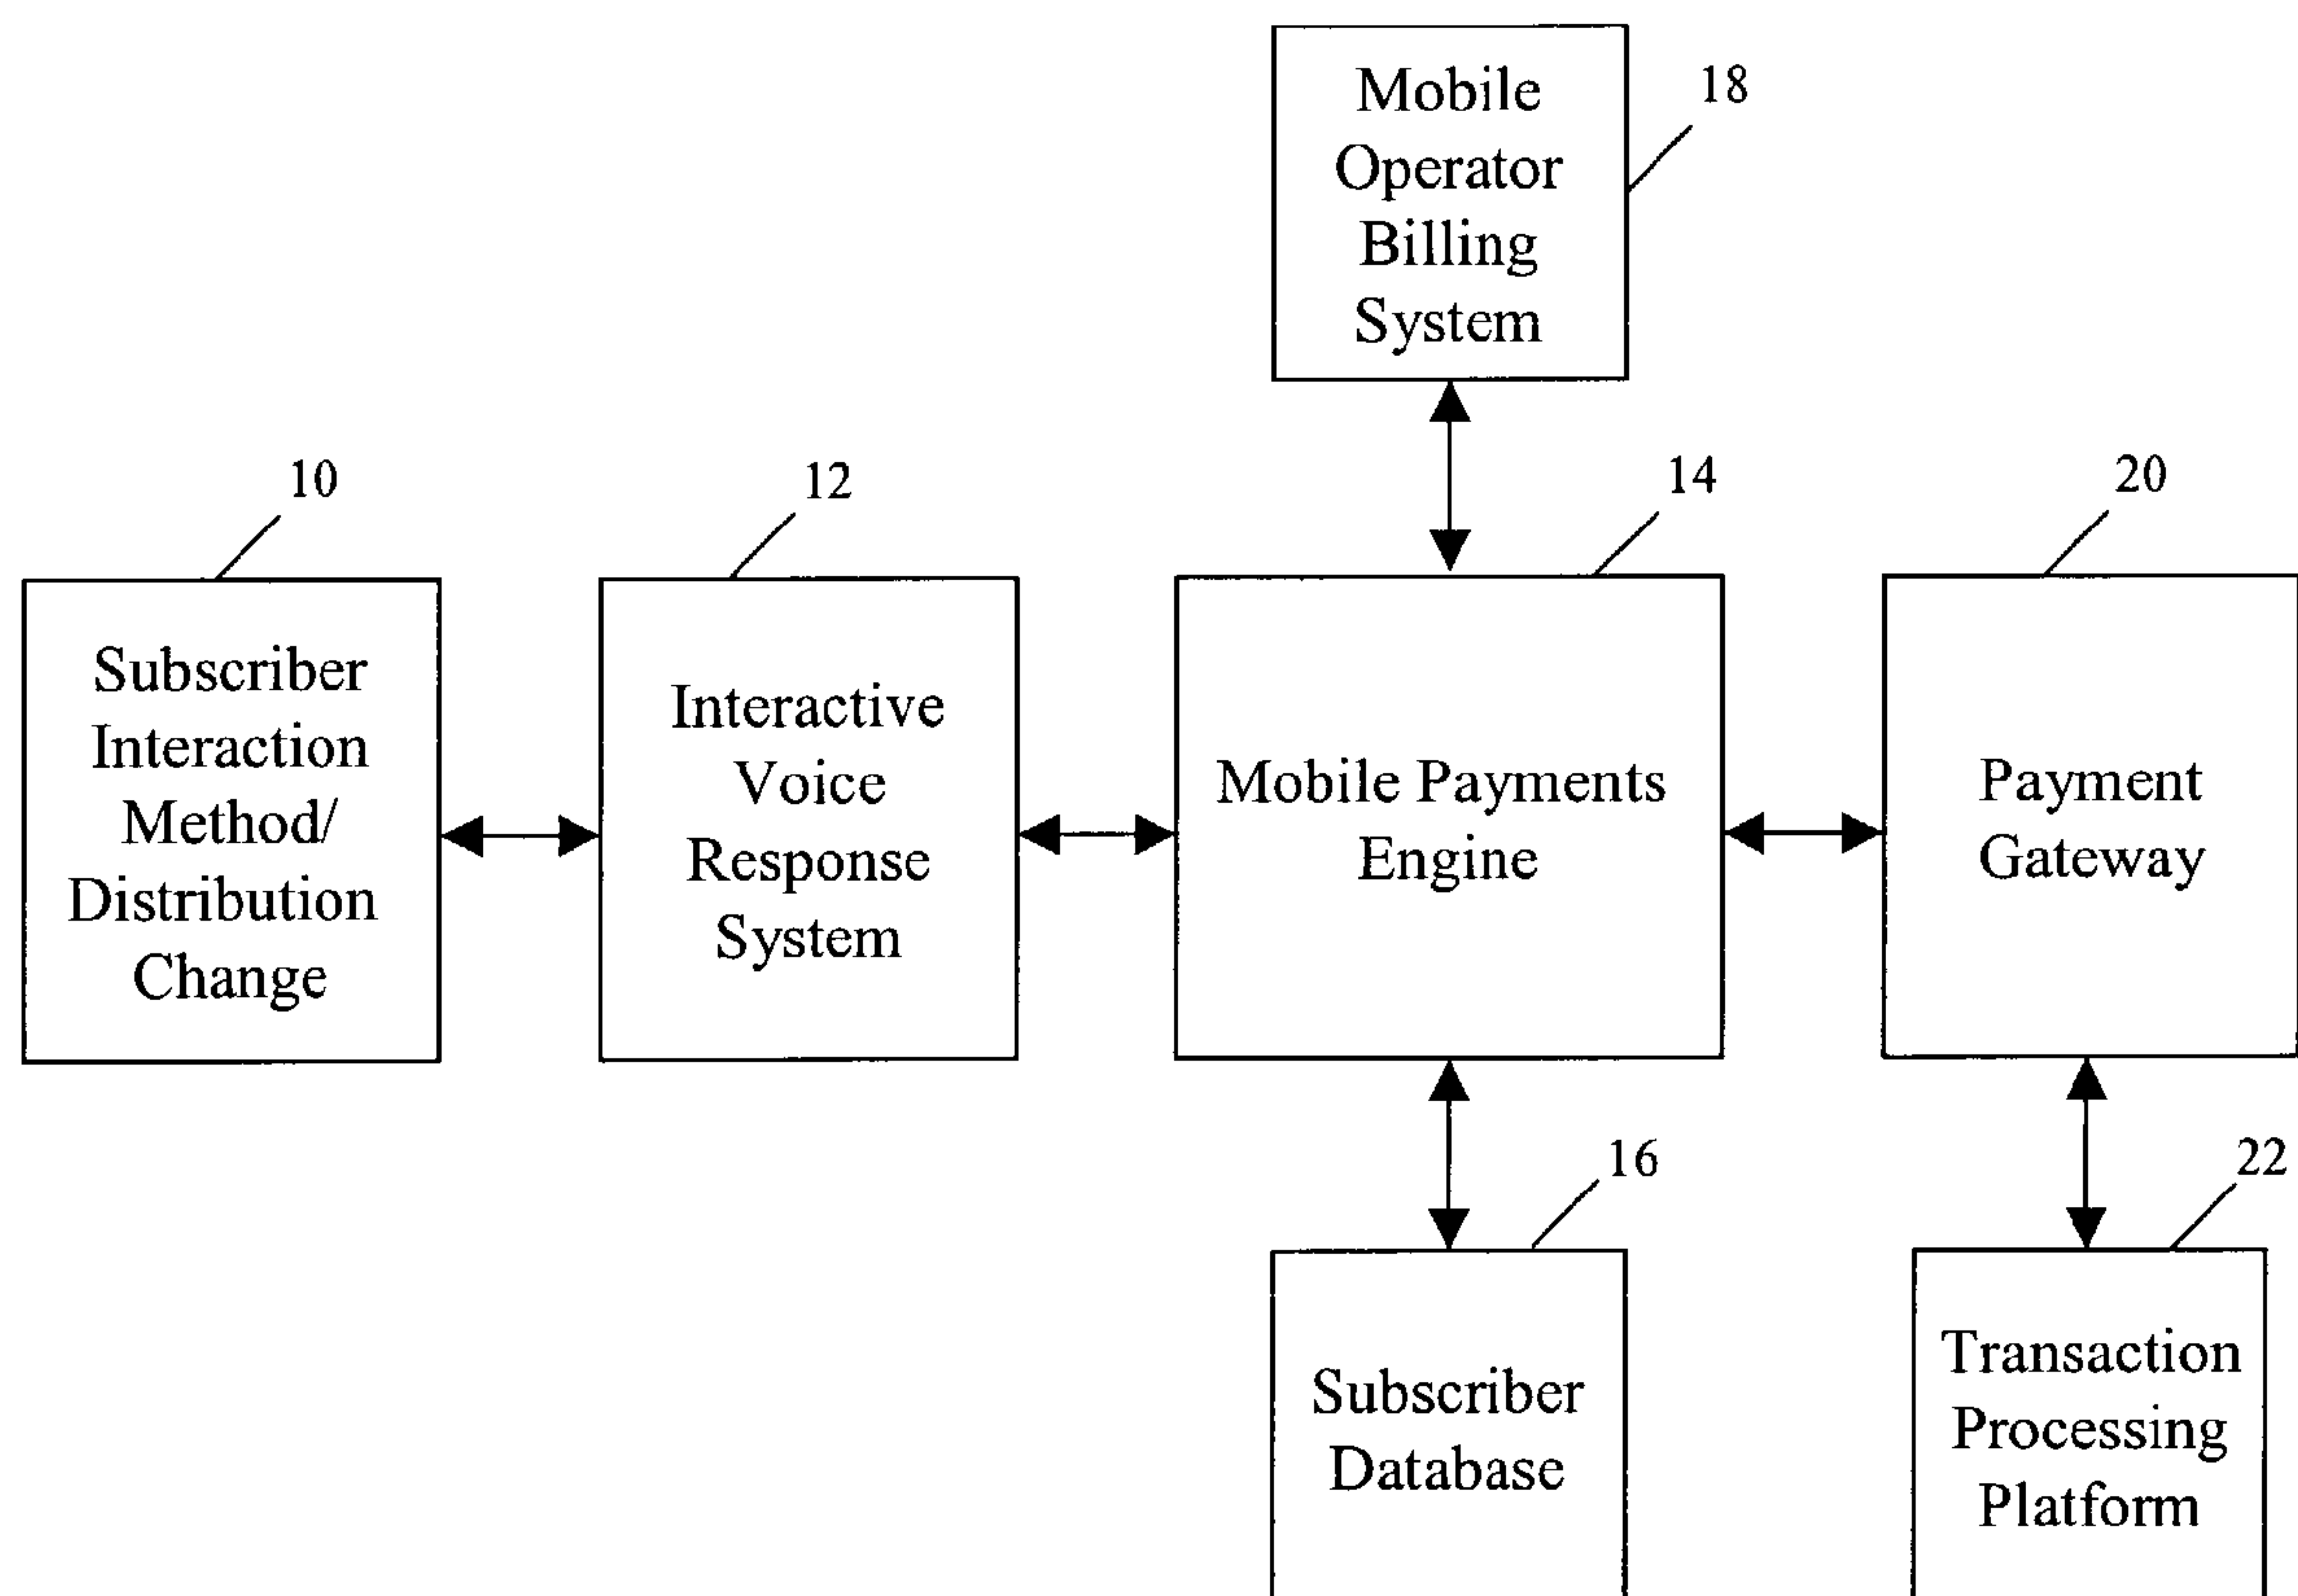 Mobile
Operator
Billing
System
18
10
Subscriber
Interaction
Method/
Distribution
Change
12
Interactive
Voice
Response
System
14
Mobile Payments
Engine
20
Payment
Gateway
16
Subscriber
Database
22
Transaction
Processing
Platform